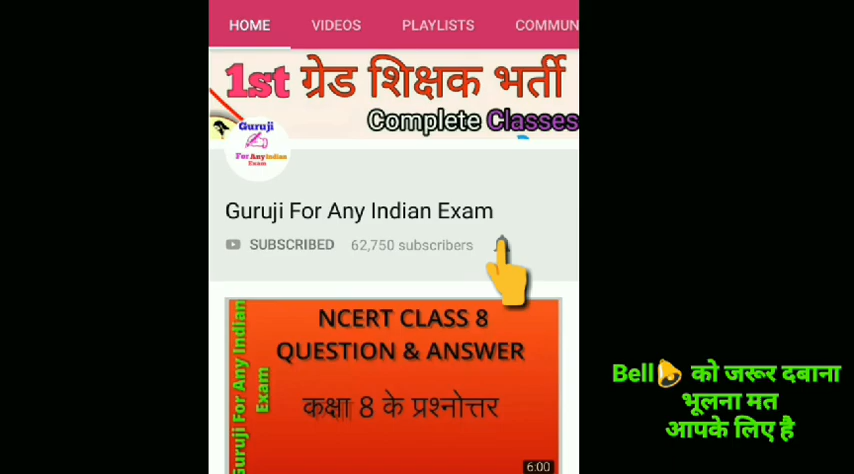 HOME VIDEOS PLAYLISTS COMMUN
1st ग्रेड शिक्षक भर्ती
Complete Classes
Guruji
For Any Indian
Exam
Guruji For Any Indian Exam
SUBSCRIBED 62,750 subscribers
NCERT CLASS 8
QUESTION & ANSWER
कक्षा 8 के प्रश्नोत्तर
Guruji For Any Indian
Exam
6:00
Bell को जरूर दबाना
भूलना मत
आपके लिए है